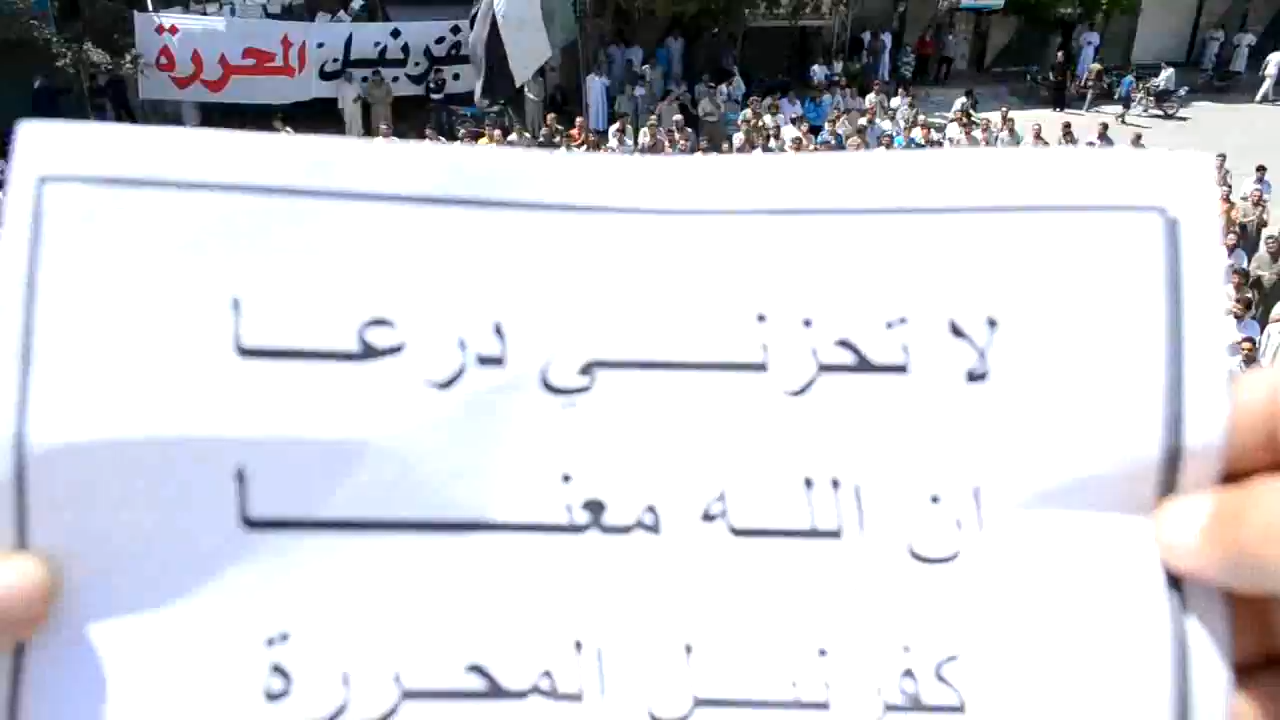 كفرنبل المحررة
لا تحزني درعا
ان الله معنا
كفرنبل المحررة